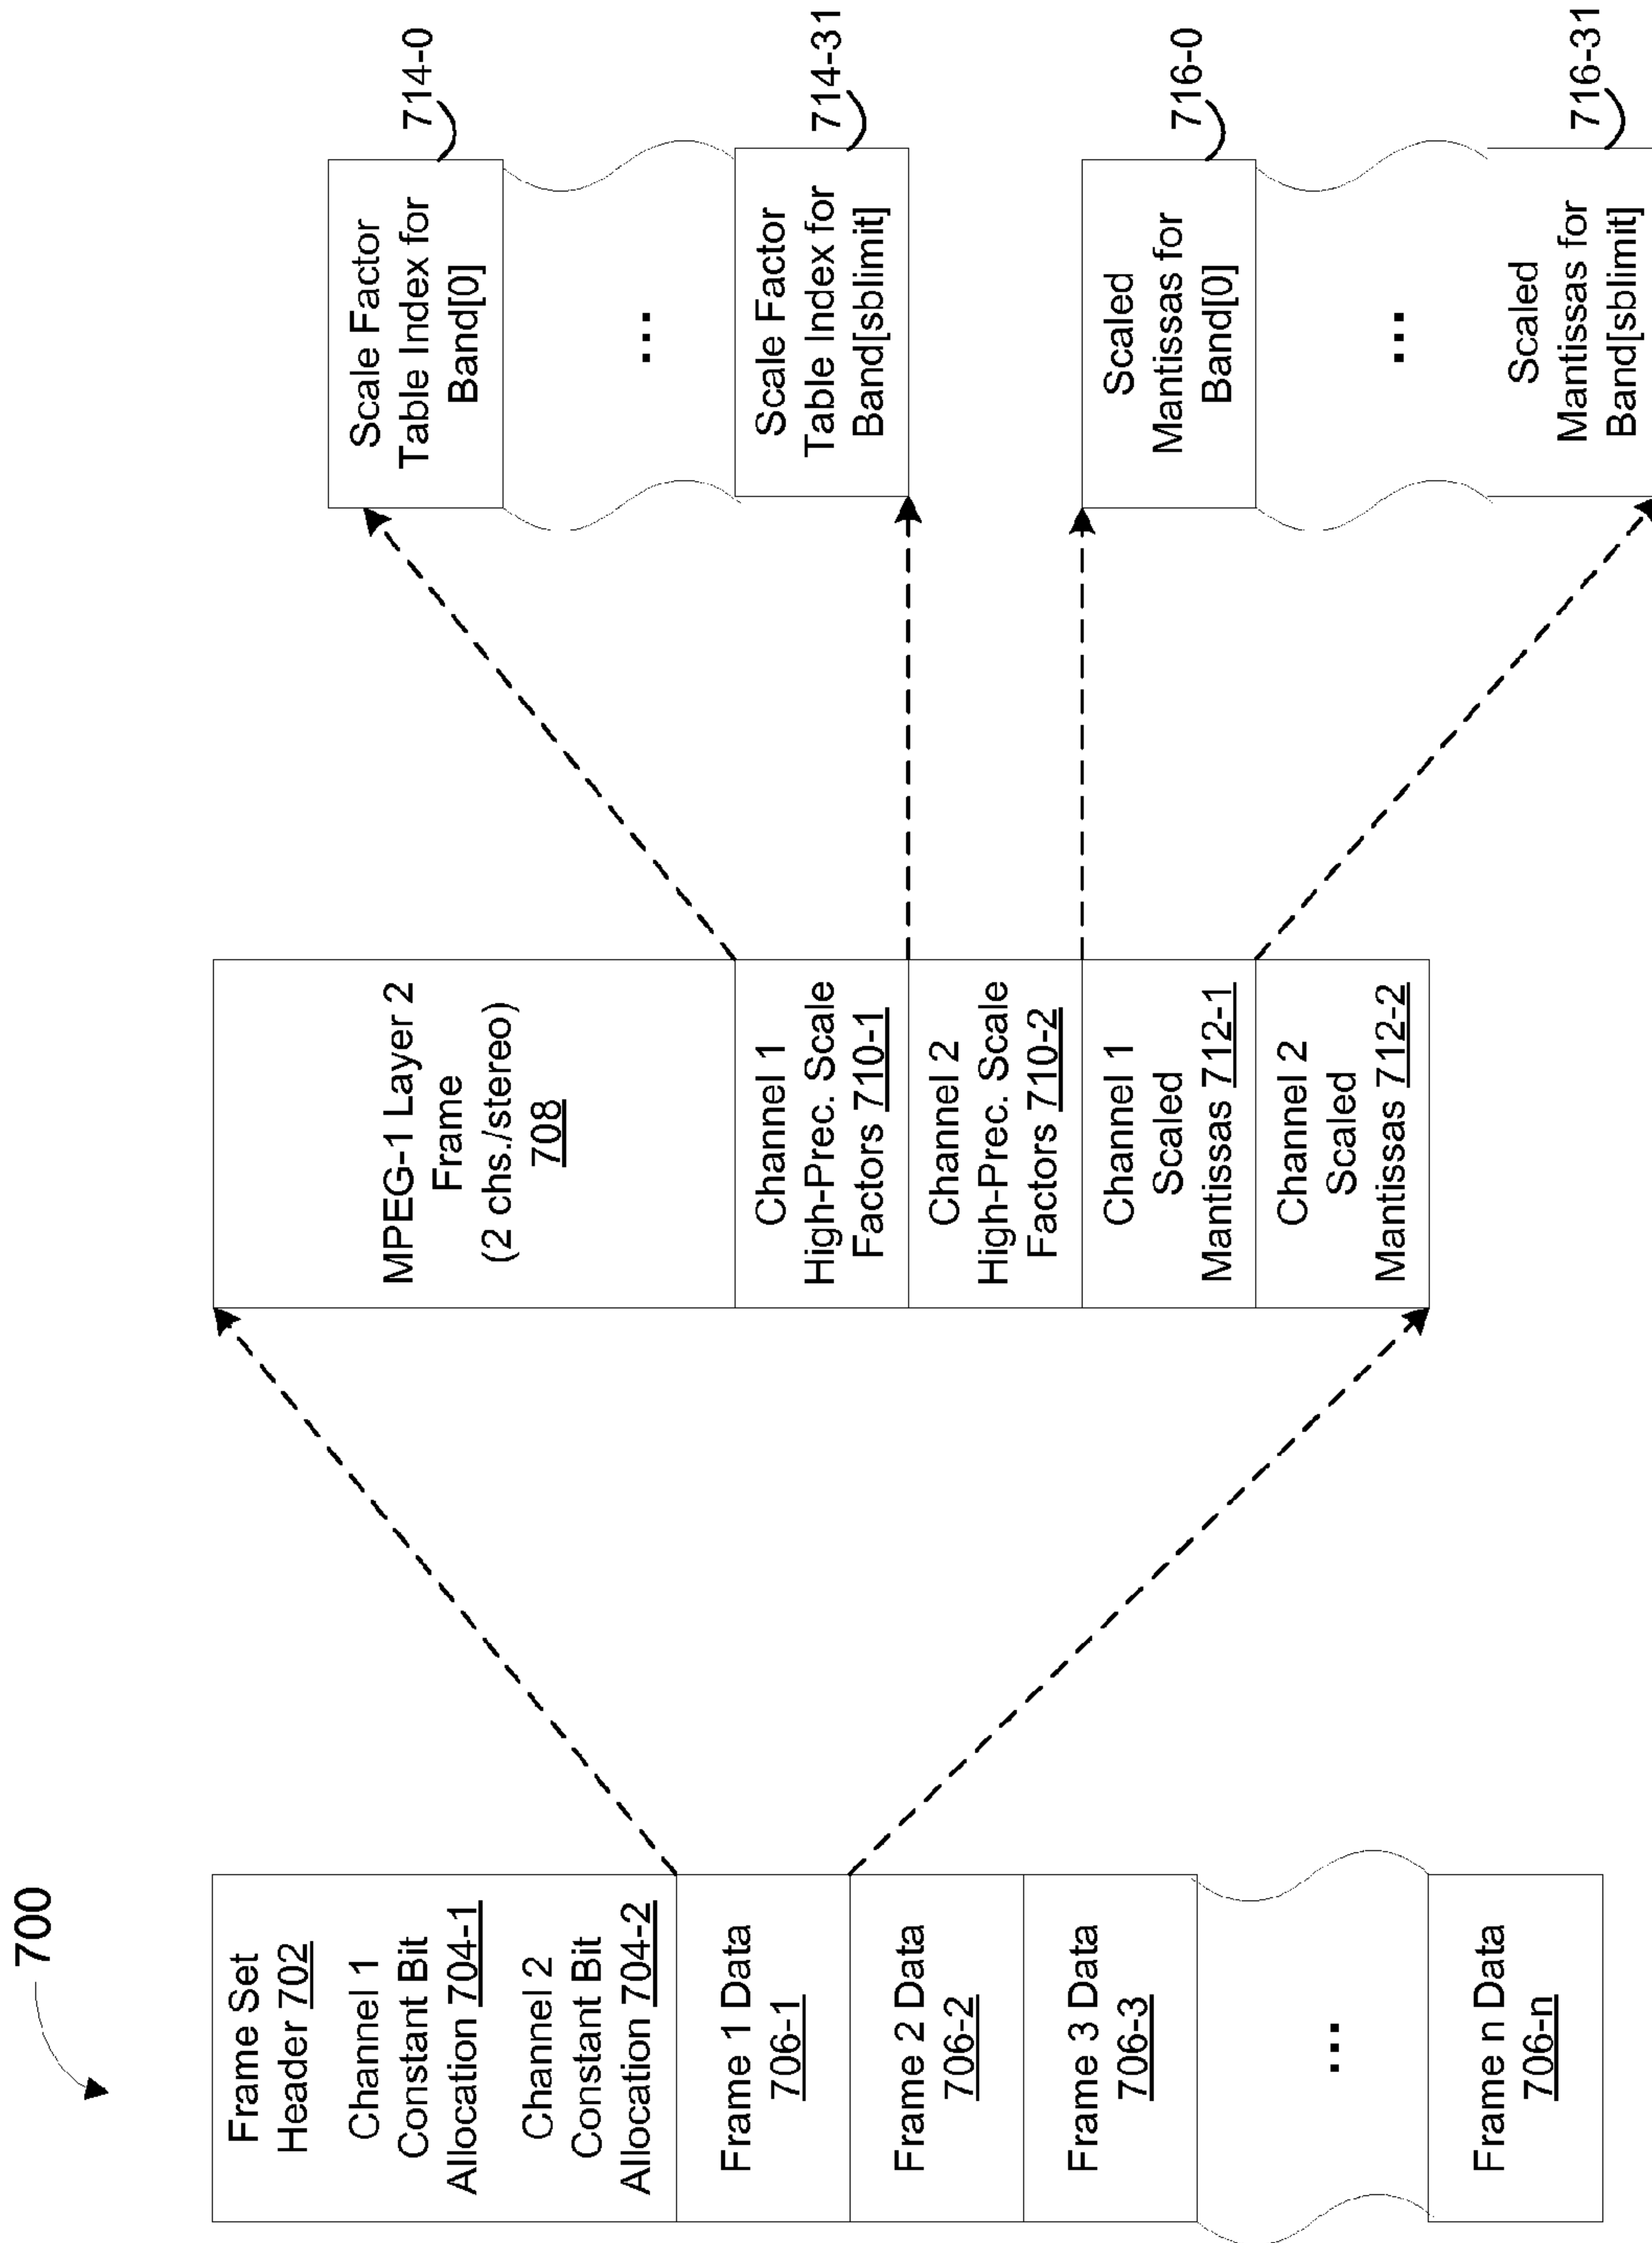 700
Frame Set
Header 702
Channel 1
Constant Bit
Allocation 704-1
Channel 2
Constant Bit
Allocation 704-2
Frame 1 Data
706-1
Frame 2 Data
706-2
Frame 3 Data
706-3
...
Frame n Data
706-n
MPEG-1 Layer 2
Frame
(2 chs./stereo)
708
Channel 1
High-Prec. Scale
Factors 710-1
Channel 2
High-Prec. Scale
Factors 710-2
Channel 1
Scaled
Mantissas 712-1
Channel 2
Scaled
Mantissas 712-2
Scale Factor
Table Index for
Band[0]
714-0
...
Scale Factor
Table Index for
Band[sblimit]
714-31
Scaled
Mantissas for
Band[0]
716-0
...
Scaled
Mantissas for
Band[sblimit]
716-31